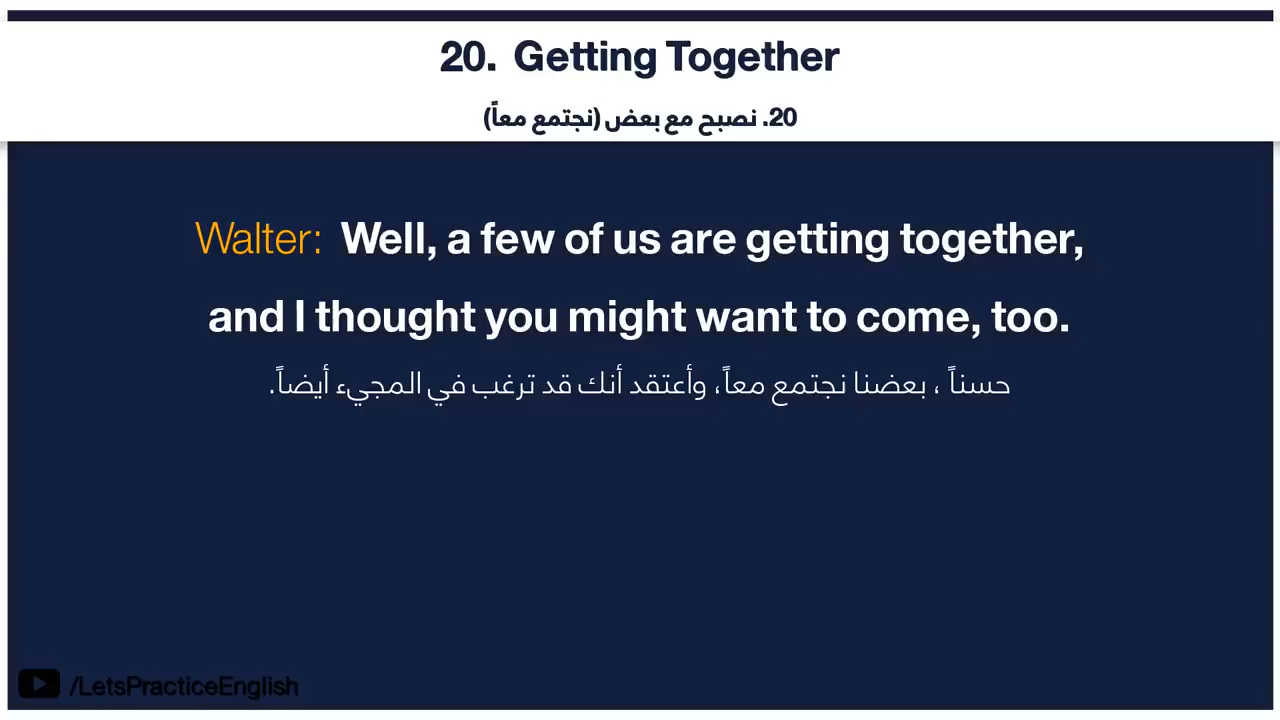 20. Getting Together
20. نصبح مع بعض (نجتمع معاً)
Walter: Well, a few of us are getting together,
and I thought you might want to come, too.
حسناً ، بعضنا نجتمع معاً، وأعتقد أنك قد ترغب في المجيء أيضاً.
/LetsPracticeEnglish